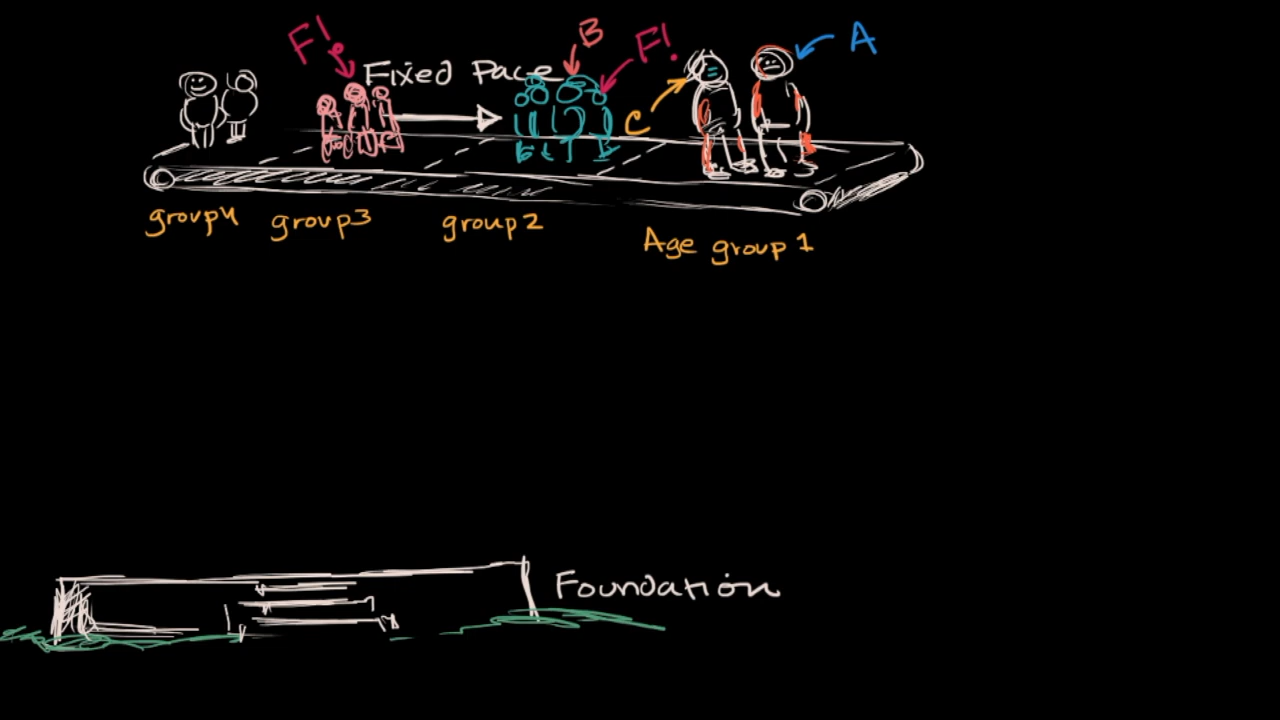 F!
B
F!
A
Fixed Pace
C
group4
group3
group2
Age group 1
Foundation